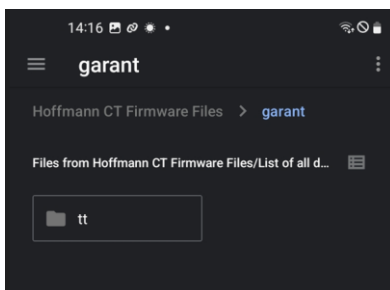 14:16
garant
Hoffmann CT Firmware Files > garant
Files from Hoffmann CT Firmware Files/List of all d...
tt